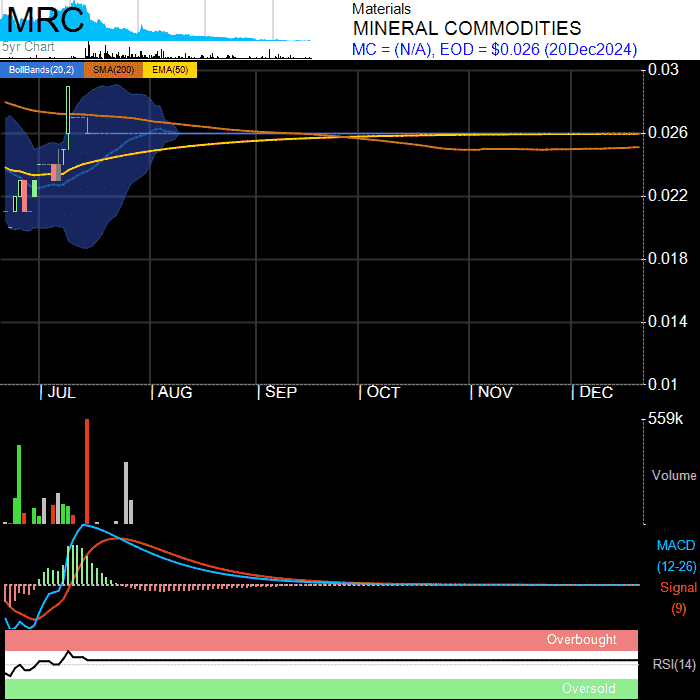 MRC
5yr Chart
Materials
MINERAL COMMODITIES
MC = (N/A), EOD = $0.026 (20Dec2024)
BollBands(20,2) SMA(200) EMA(50)
0.03
0.026
0.022
0.018
0.014
0.01
JUL AUG SEP OCT NOV DEC
559k
Volume
MACD
(12-26)
Signal
(9)
Overbought
RSI(14)
Oversold